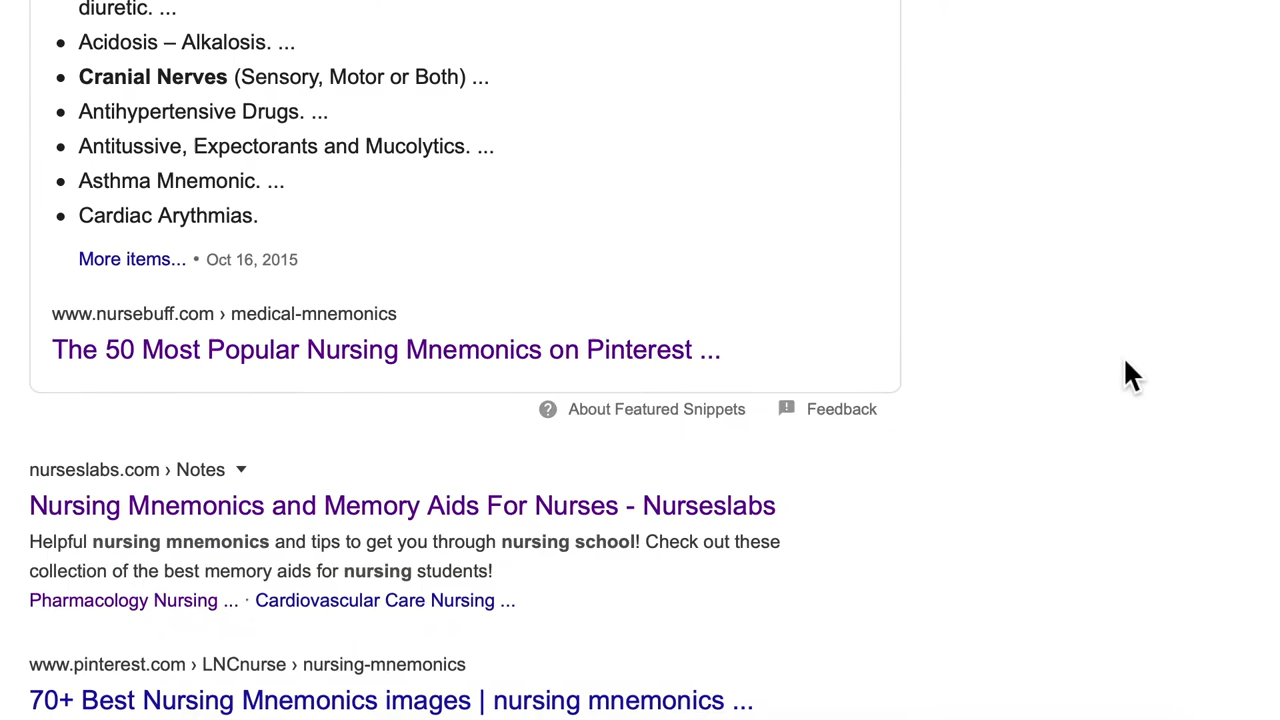 diuretic. ...
• Acidosis – Alkalosis. ...
• Cranial Nerves (Sensory, Motor or Both) ...
• Antihypertensive Drugs. ...
• Antitussive, Expectorants and Mucolytics. ...
• Asthma Mnemonic. ...
• Cardiac Arythmias.
More items... • Oct 16, 2015
www.nursebuff.com › medical-mnemonics
The 50 Most Popular Nursing Mnemonics on Pinterest ...
About Featured Snippets Feedback
nurseslabs.com › Notes
Nursing Mnemonics and Memory Aids For Nurses - Nurseslabs
Helpful nursing mnemonics and tips to get you through nursing school! Check out these
collection of the best memory aids for nursing students!
Pharmacology Nursing ... · Cardiovascular Care Nursing ...
www.pinterest.com › LNCnurse › nursing-mnemonics
70+ Best Nursing Mnemonics images | nursing mnemonics ...